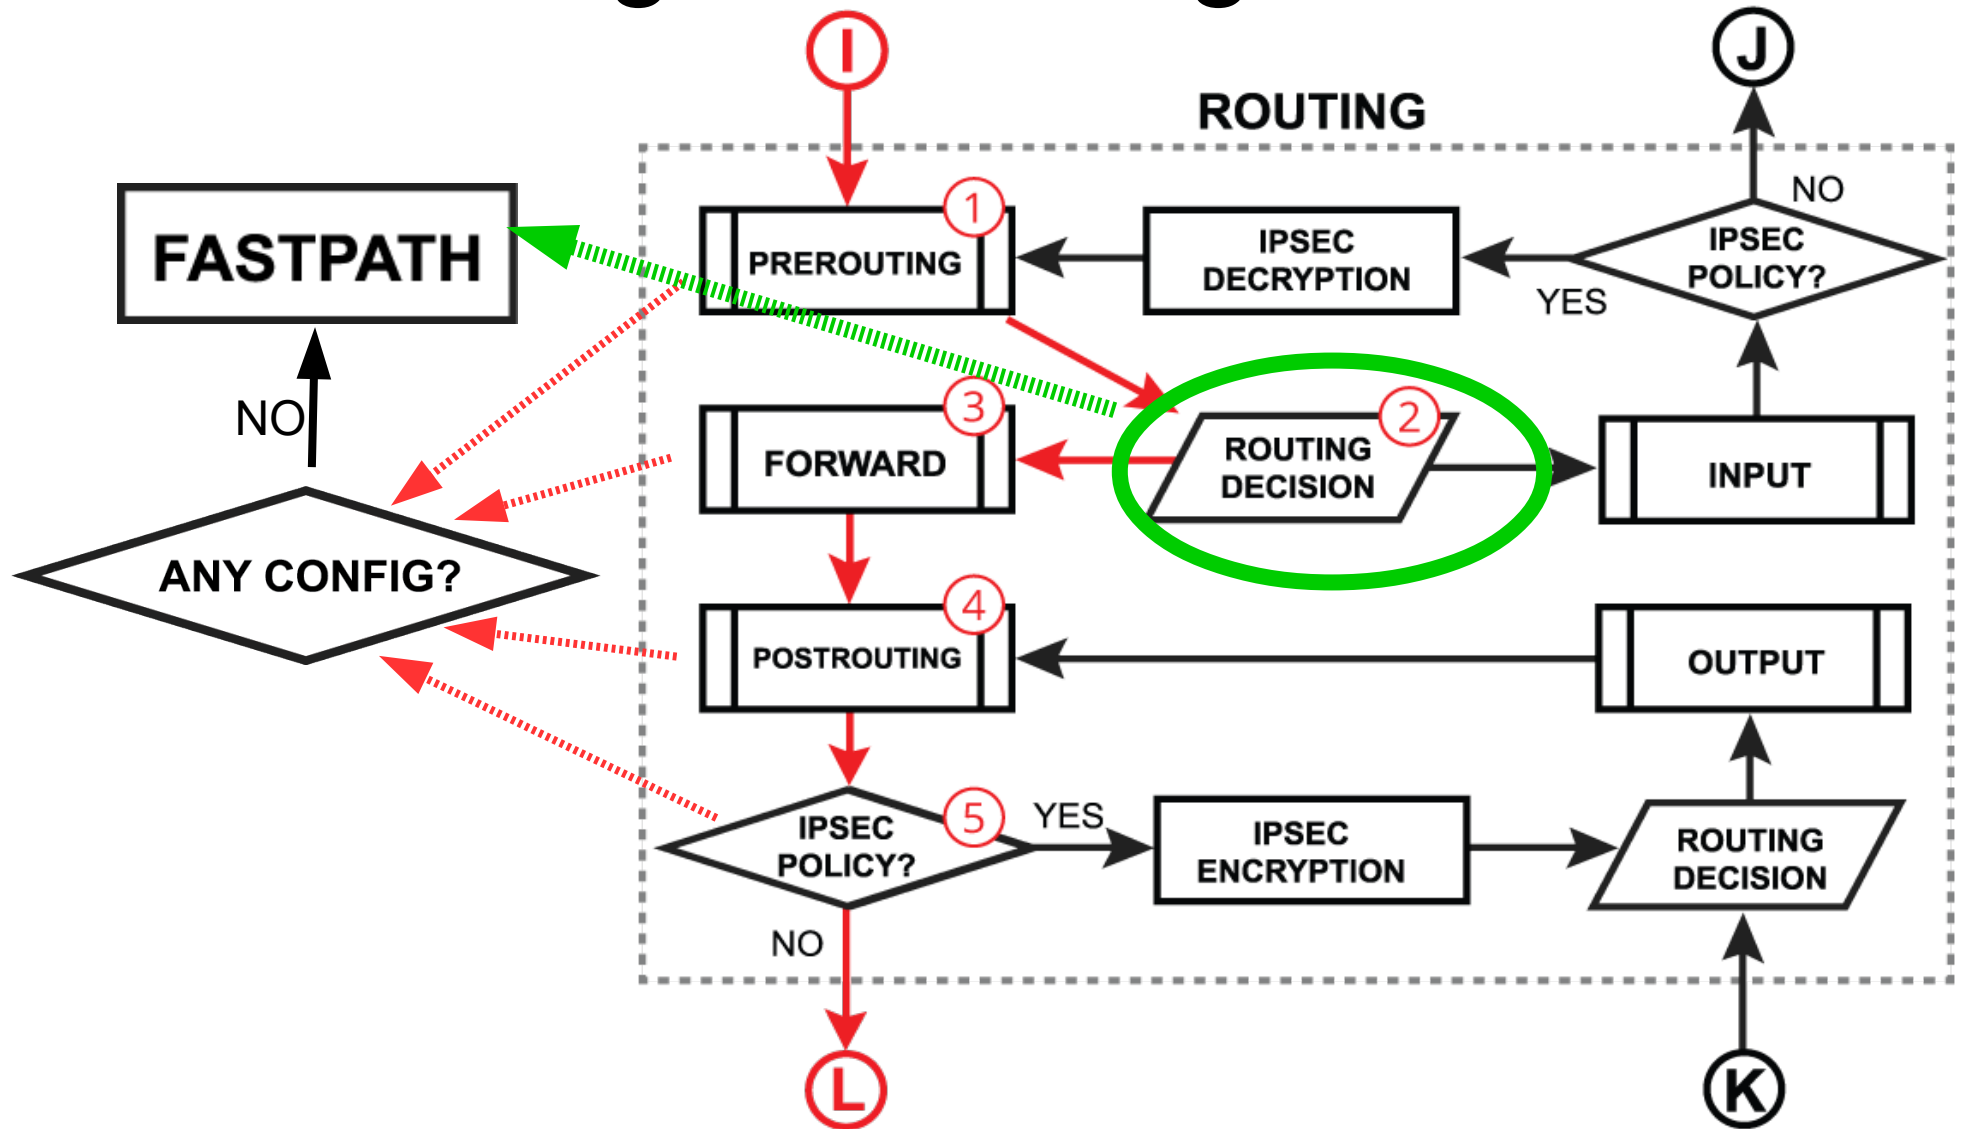 I
J
ROUTING
NO
1
FASTPATH
PREROUTING
IPSEC
DECRYPTION
IPSEC
POLICY?
YES
NO
3
FORWARD
2
ROUTING
DECISION
INPUT
ANY CONFIG?
4
POSTROUTING
OUTPUT
5
IPSEC
POLICY?
YES
IPSEC
ENCRYPTION
ROUTING
DECISION
NO
L
K